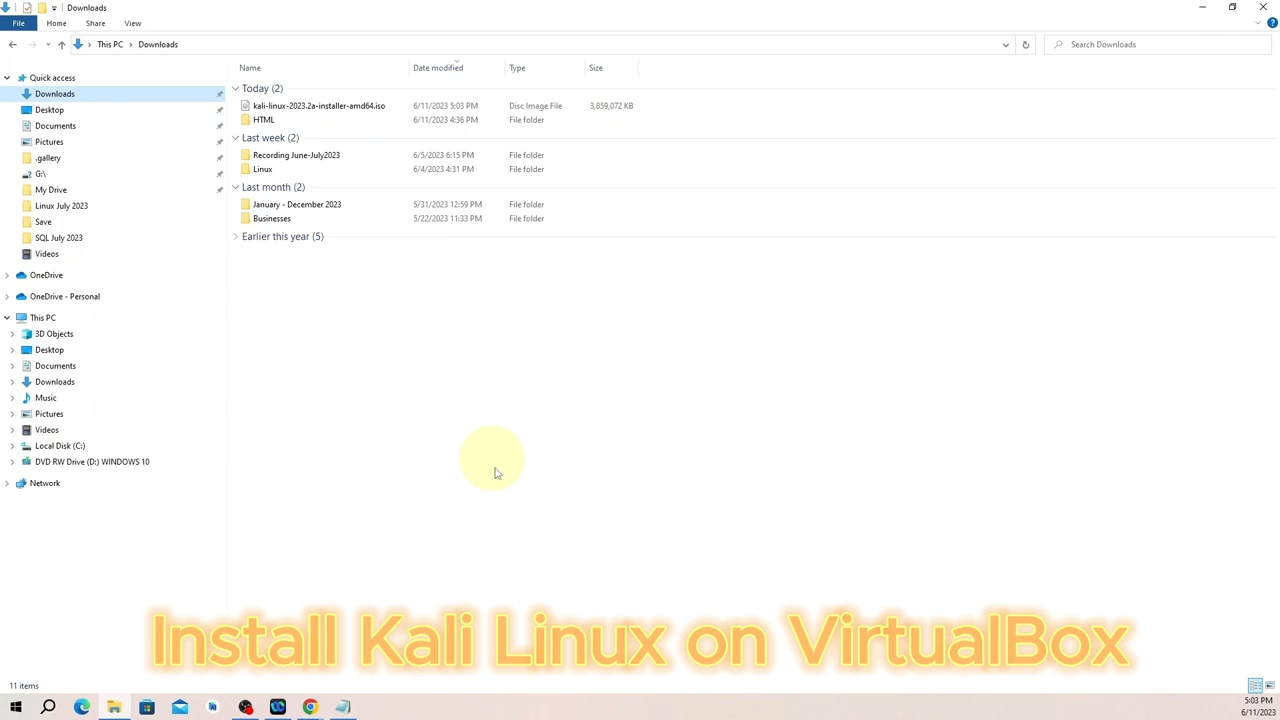 Downloads
File
Home
Share
View
This PC
Downloads
Search Downloads
Name
Date modified
Type
Size
Quick access
Downloads
Desktop
Documents
Pictures
.gallery
G:\
My Drive
Linux July 2023
Save
SQL July 2023
Videos
OneDrive
OneDrive - Personal
This PC
3D Objects
Desktop
Documents
Downloads
Music
Pictures
Videos
Local Disk (C:)
DVD RW Drive (D:) WINDOWS 10
Network
Today (2)
kali-linux-2023.2a-installer-amd64.iso 6/11/2023 5:03 PM Disc Image File 3,859,072 KB
HTML 6/11/2023 4:36 PM File folder
Last week (2)
Recording June-July2023 6/5/2023 6:15 PM File folder
Linux 6/4/2023 4:31 PM File folder
Last month (2)
January - December 2023 5/31/2023 12:59 PM File folder
Businesses 5/22/2023 11:33 PM File folder
Earlier this year (5)
Install Kali Linux on VirtualBox
11 items
5:03 PM
6/11/2023